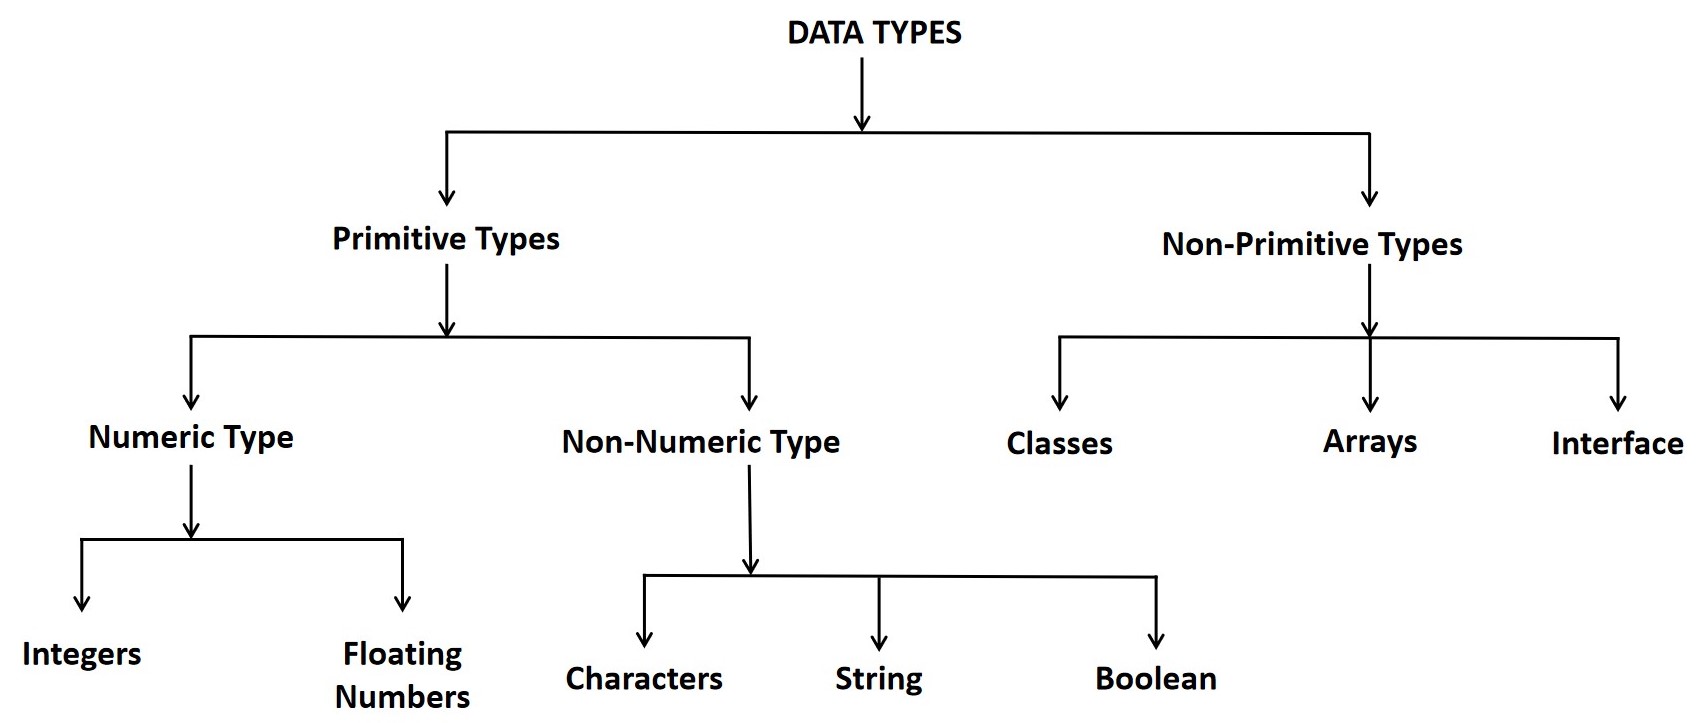 DATA TYPES
Primitive Types
Non-Primitive Types
Numeric Type
Non-Numeric Type
Classes
Arrays
Interface
Integers
Floating
Numbers
Characters
String
Boolean